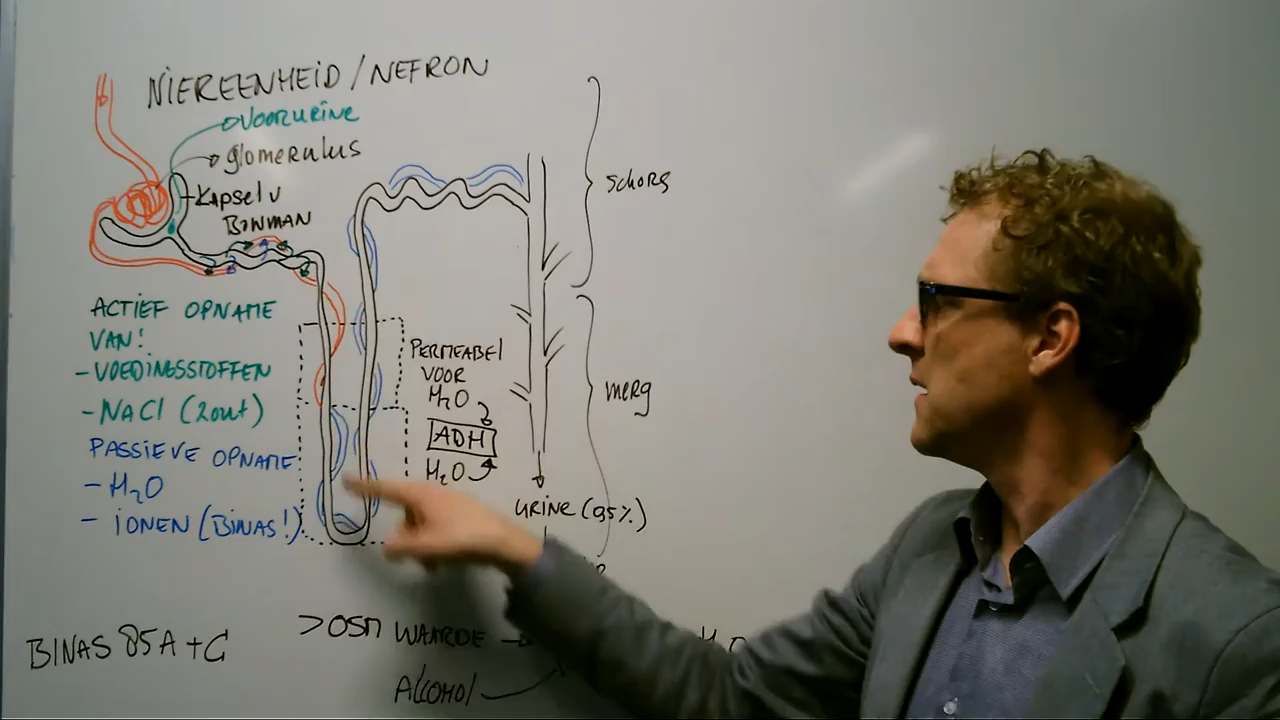 NIEREENHEID / NEFRON
VOORURINE
glomerulus
KAPSEL V
BOWMAN
schors
ACTIEF OPNAME
VAN:
- VOEDINGSSTOFFEN
- NaCl (zout)
PASSIEVE OPNAME
- H2O
- IONEN (BINAS!)
PERMEABEL
VOOR
H2O
ADH
H2O
merg
URINE (95%)
BINAS 85A + C
> OSM WAARDE →
Alkohol